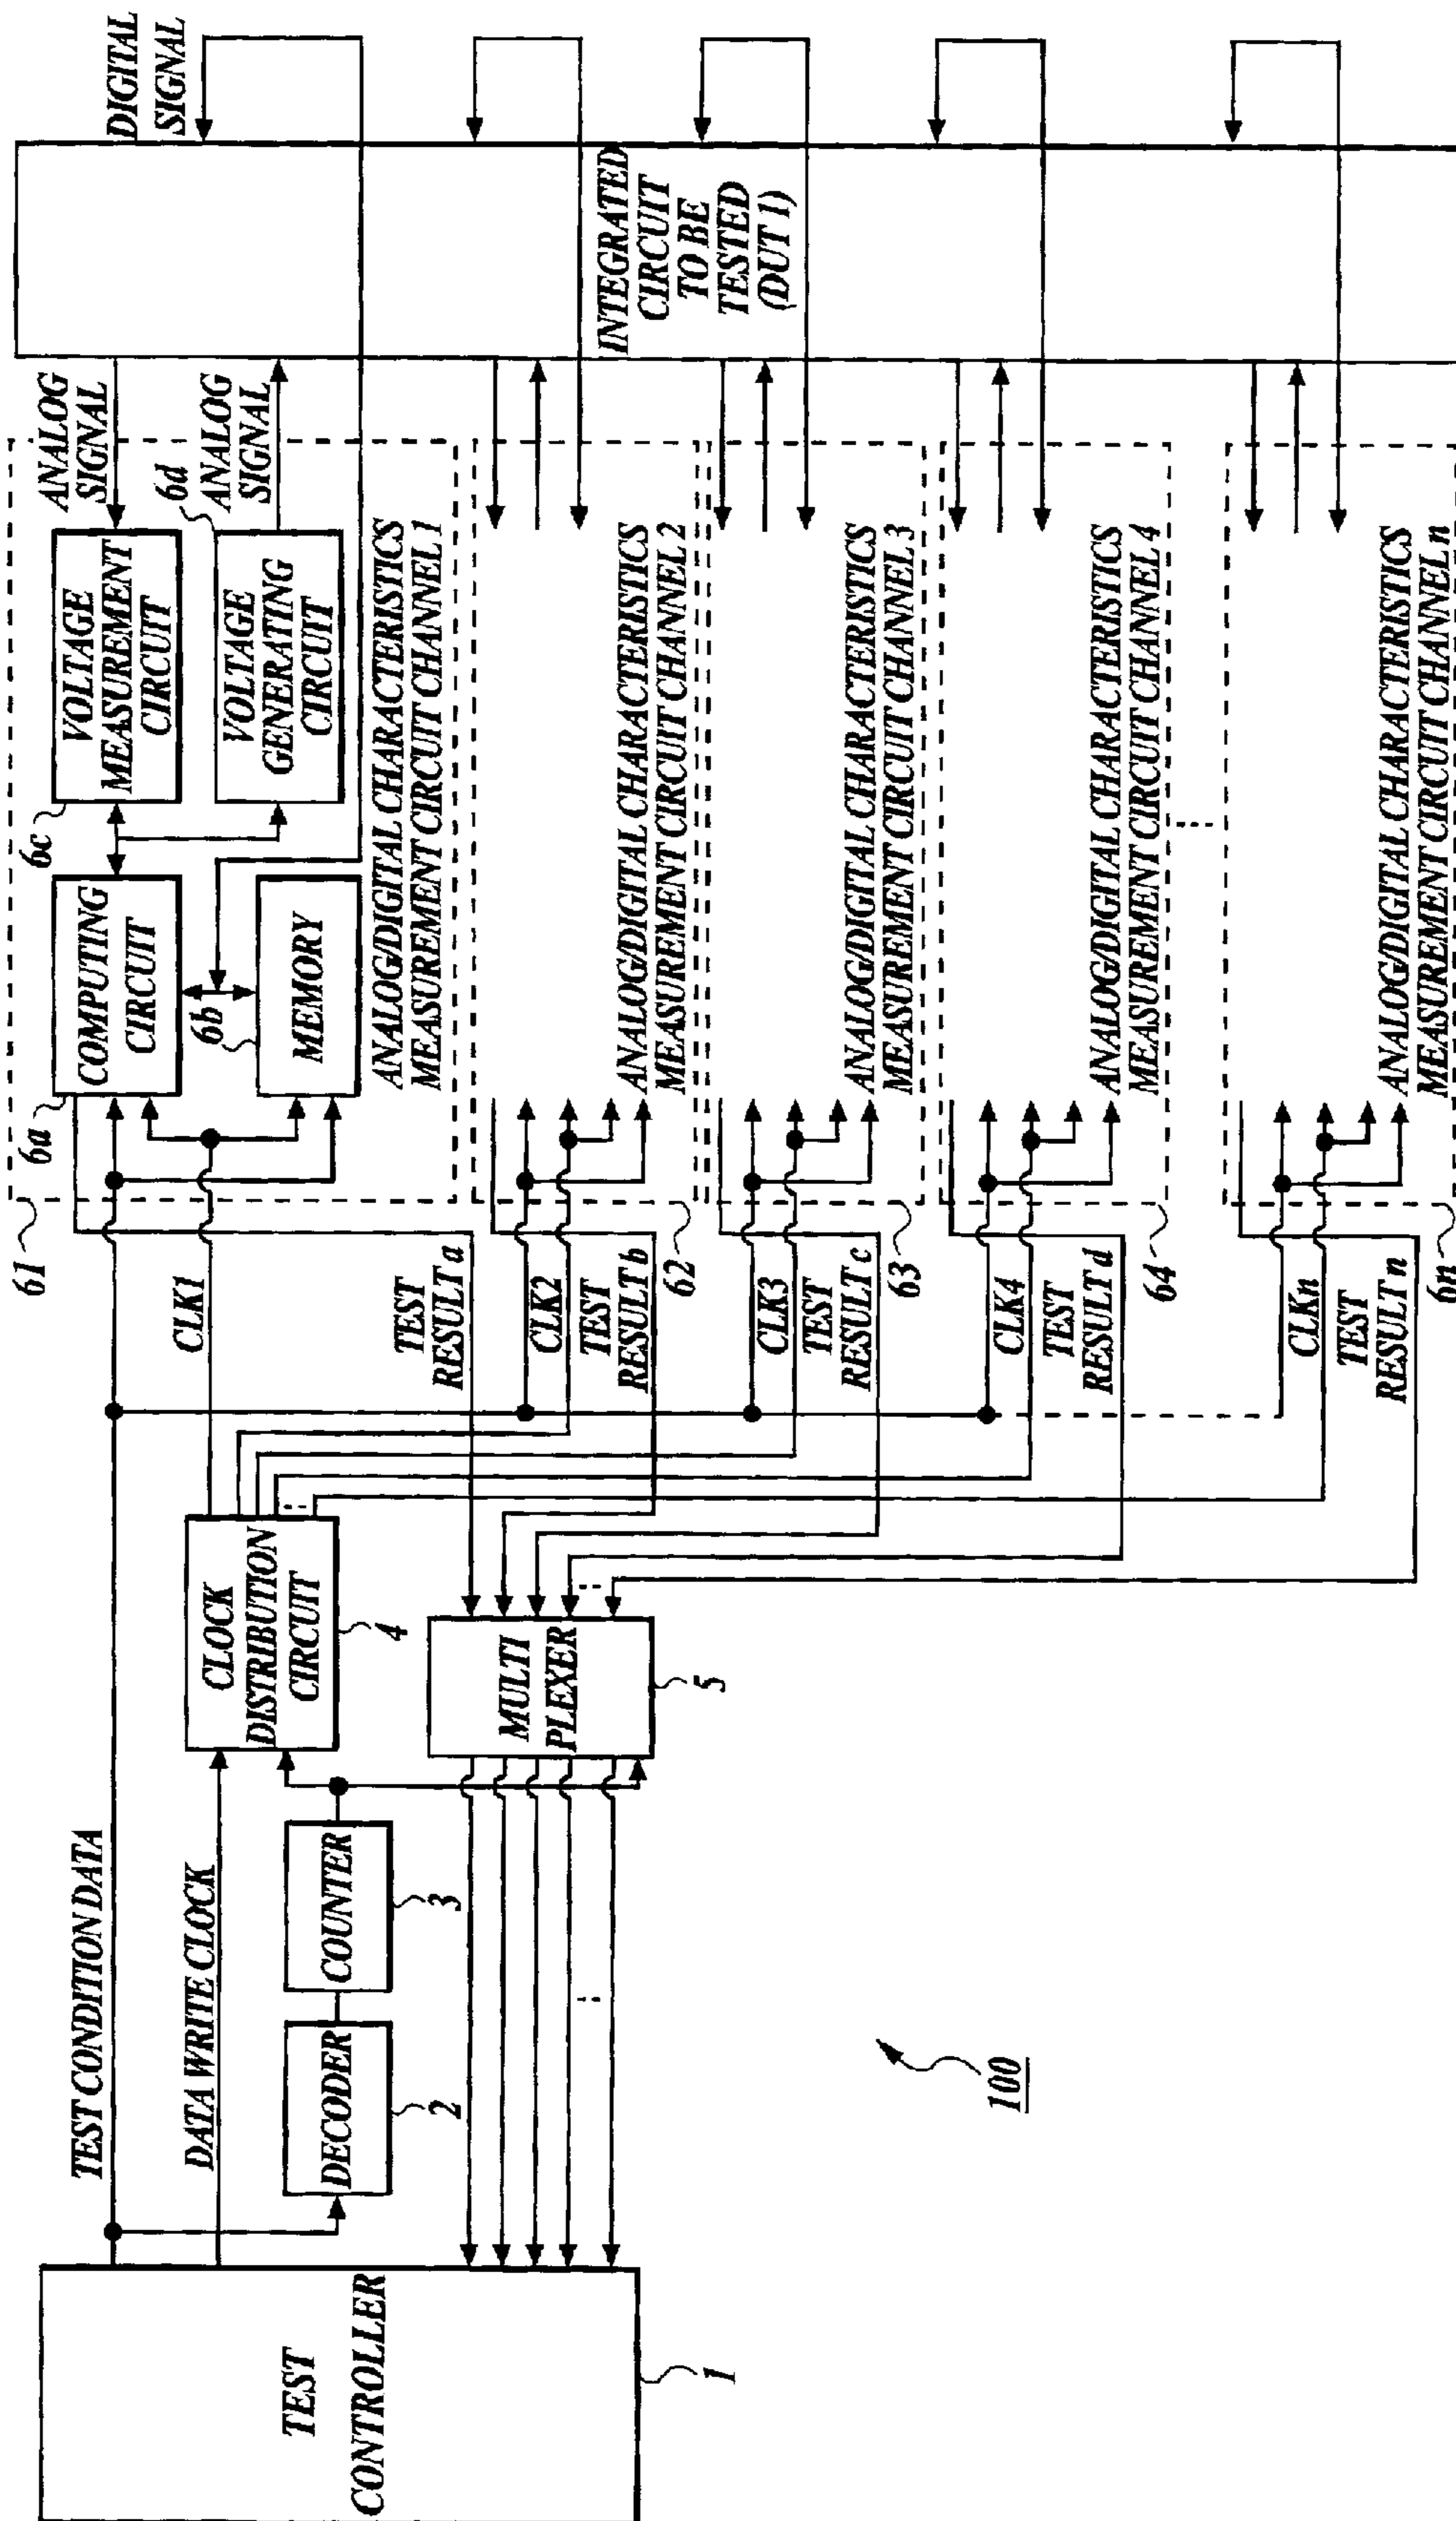 TEST
CONTROLLER
1
TEST CONDITION DATA
DATA WRITE CLOCK
DECODER
2
COUNTER
3
CLOCK
DISTRIBUTION
CIRCUIT
4
MULTI
PLEXER
5
100
CLK1
TEST
RESULT a
CLK2
TEST
RESULT b
CLK3
TEST
RESULT c
CLK4
TEST
RESULT d
CLKn
TEST
RESULT n
61
6a
COMPUTING
CIRCUIT
6b
MEMORY
6c
VOLTAGE
MEASUREMENT
CIRCUIT
6d
VOLTAGE
GENERATING
CIRCUIT
ANALOG
SIGNAL
ANALOG
SIGNAL
DIGITAL
SIGNAL
ANALOG/DIGITAL CHARACTERISTICS
MEASUREMENT CIRCUIT CHANNEL 1
62
ANALOG/DIGITAL CHARACTERISTICS
MEASUREMENT CIRCUIT CHANNEL 2
63
ANALOG/DIGITAL CHARACTERISTICS
MEASUREMENT CIRCUIT CHANNEL 3
64
ANALOG/DIGITAL CHARACTERISTICS
MEASUREMENT CIRCUIT CHANNEL 4
6n
ANALOG/DIGITAL CHARACTERISTICS
MEASUREMENT CIRCUIT CHANNEL n
INTEGRATED
CIRCUIT
TO BE
TESTED
(DUT 1)